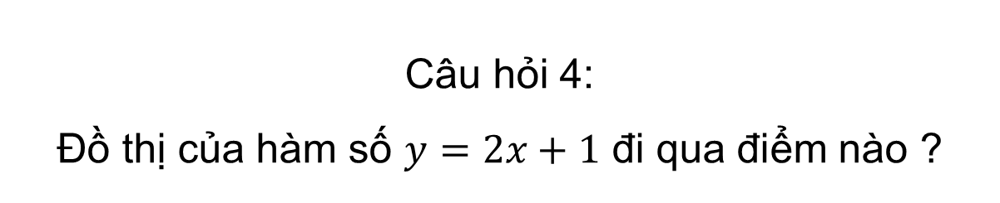 Câu hỏi 4:
Đồ thị của hàm số y = 2x + 1 đi qua điểm nào ?